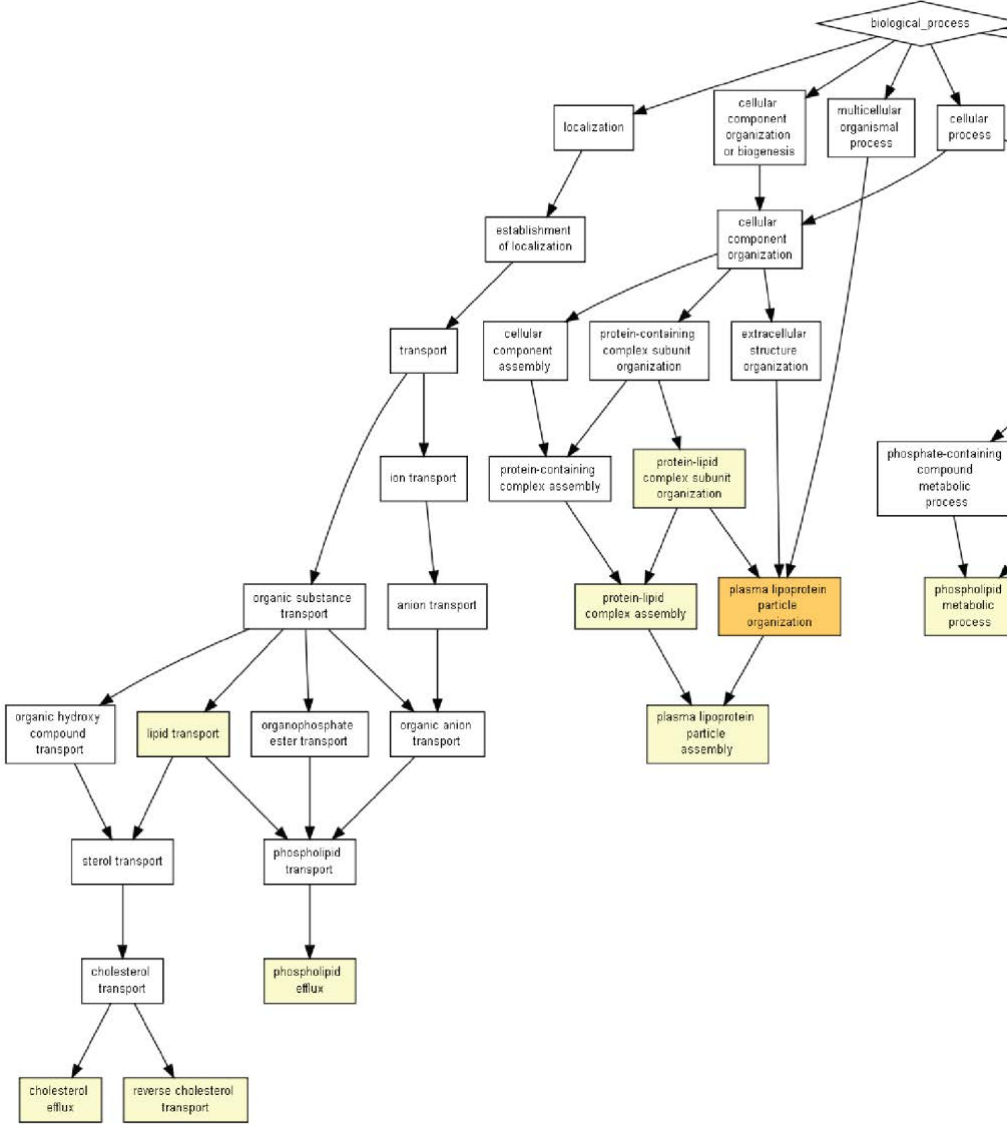 biological_process
localization
cellular
component
organization
or biogenesis
multicellular
organismal
process
cellular
process
establishment
of localization
cellular
component
organization
transport
cellular
component
assembly
protein-containing
complex subunit
organization
extracellular
structure
organization
ion transport
protein-containing
complex assembly
protein-lipid
complex subunit
organization
phosphate-containing
compound
metabolic
process
organic substance
transport
anion transport
protein-lipid
complex assembly
plasma lipoprotein
particle
organization
phospholipid
metabolic
process
organic hydroxy
compound
transport
lipid transport
organophosphate
ester transport
organic anion
transport
plasma lipoprotein
particle
assembly
sterol transport
phospholipid
transport
cholesterol
transport
phospholipid
efflux
cholesterol
efflux
reverse cholesterol
transport